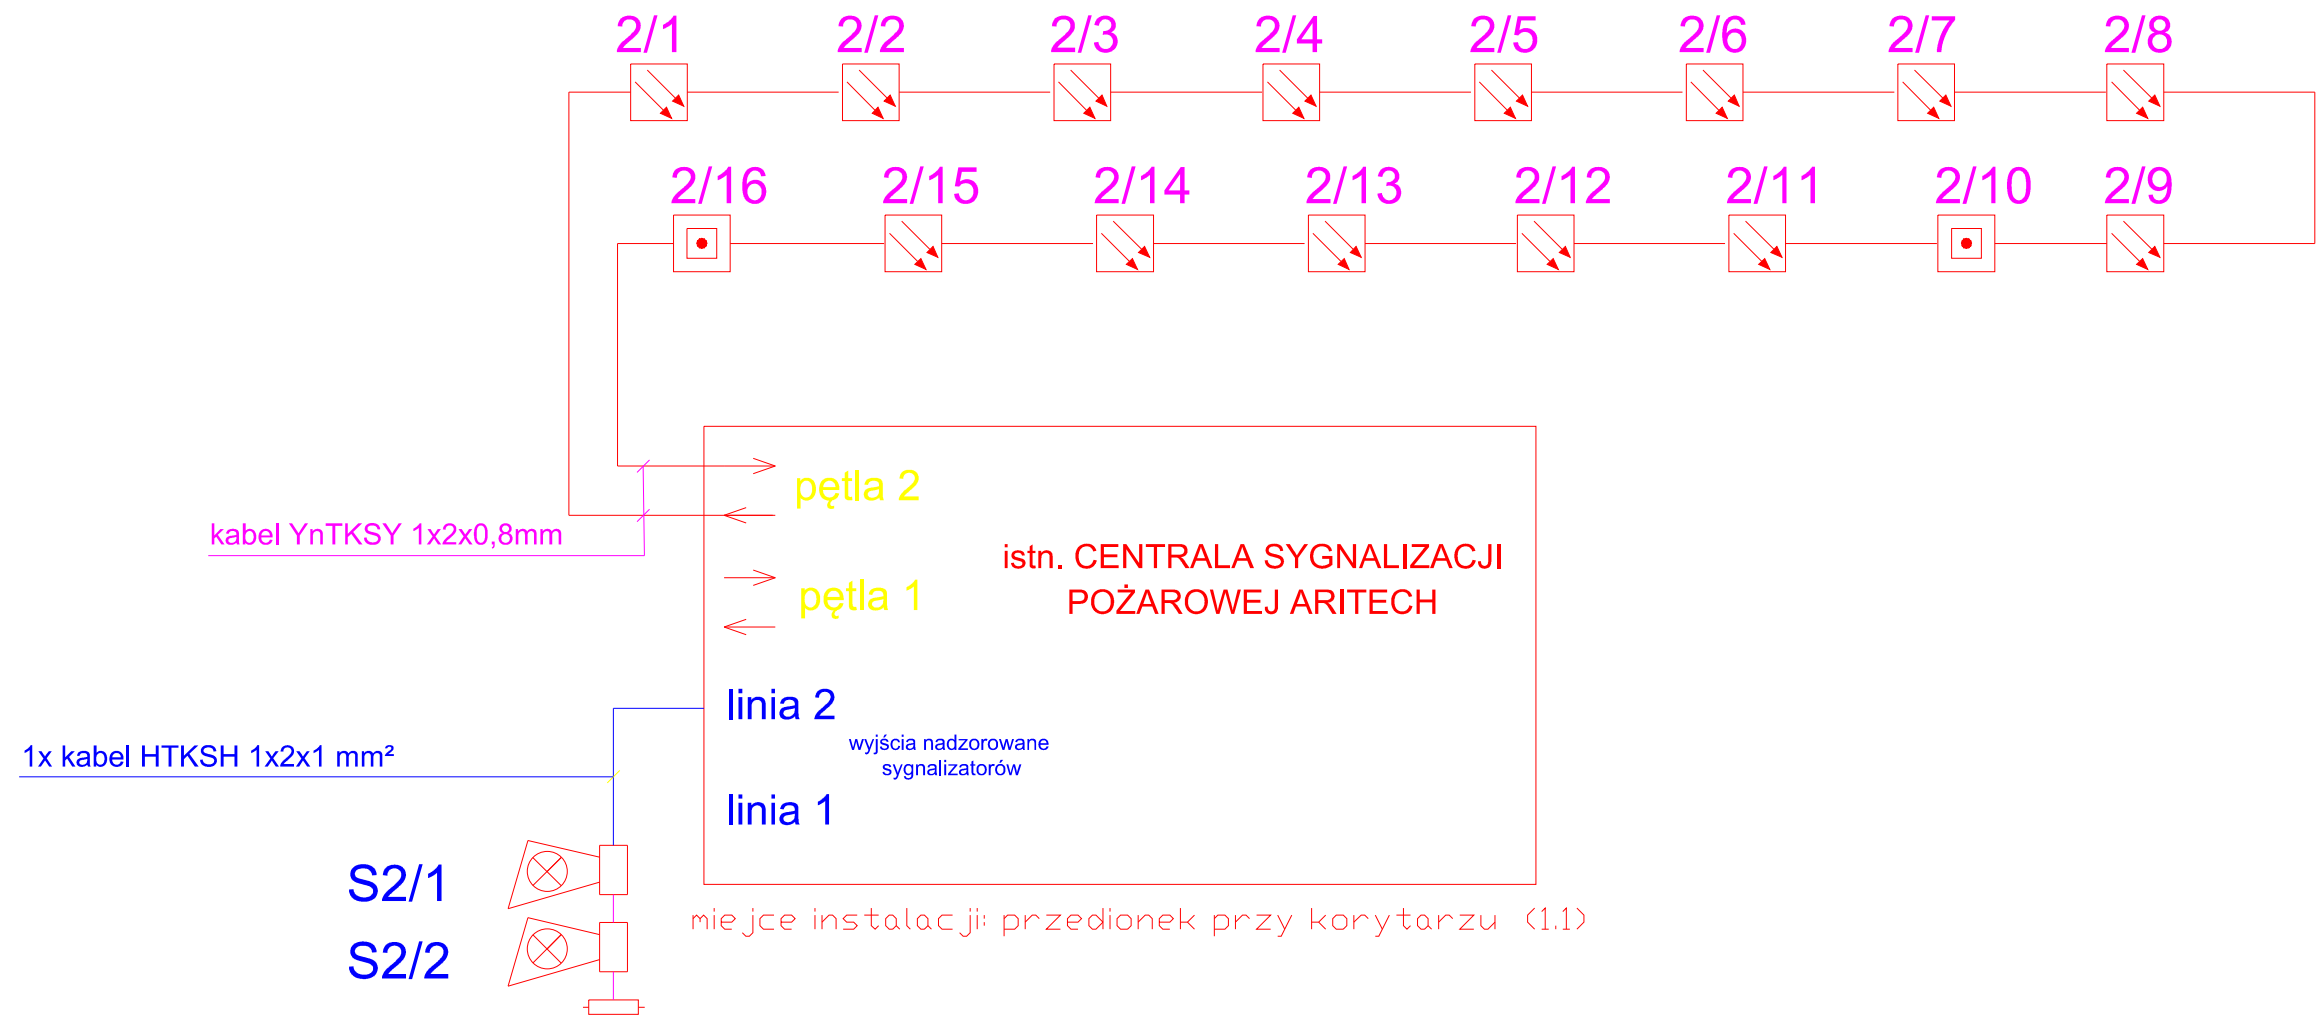 2/1 2/2 2/3 2/4 2/5 2/6 2/7 2/8
2/16 2/15 2/14 2/13 2/12 2/11 2/10 2/9
pętla 2
kabel YnTKSY 1x2x0,8mm
istn. CENTRALA SYGNALIZACJI
POŻAROWEJ ARITECH
pętla 1
linia 2
wyjścia nadzorowane
sygnalizatorów
1x kabel HTKSH 1x2x1 mm²
linia 1
S2/1
miejce instalacji: przedionek przy korytarzu (1.1)
S2/2